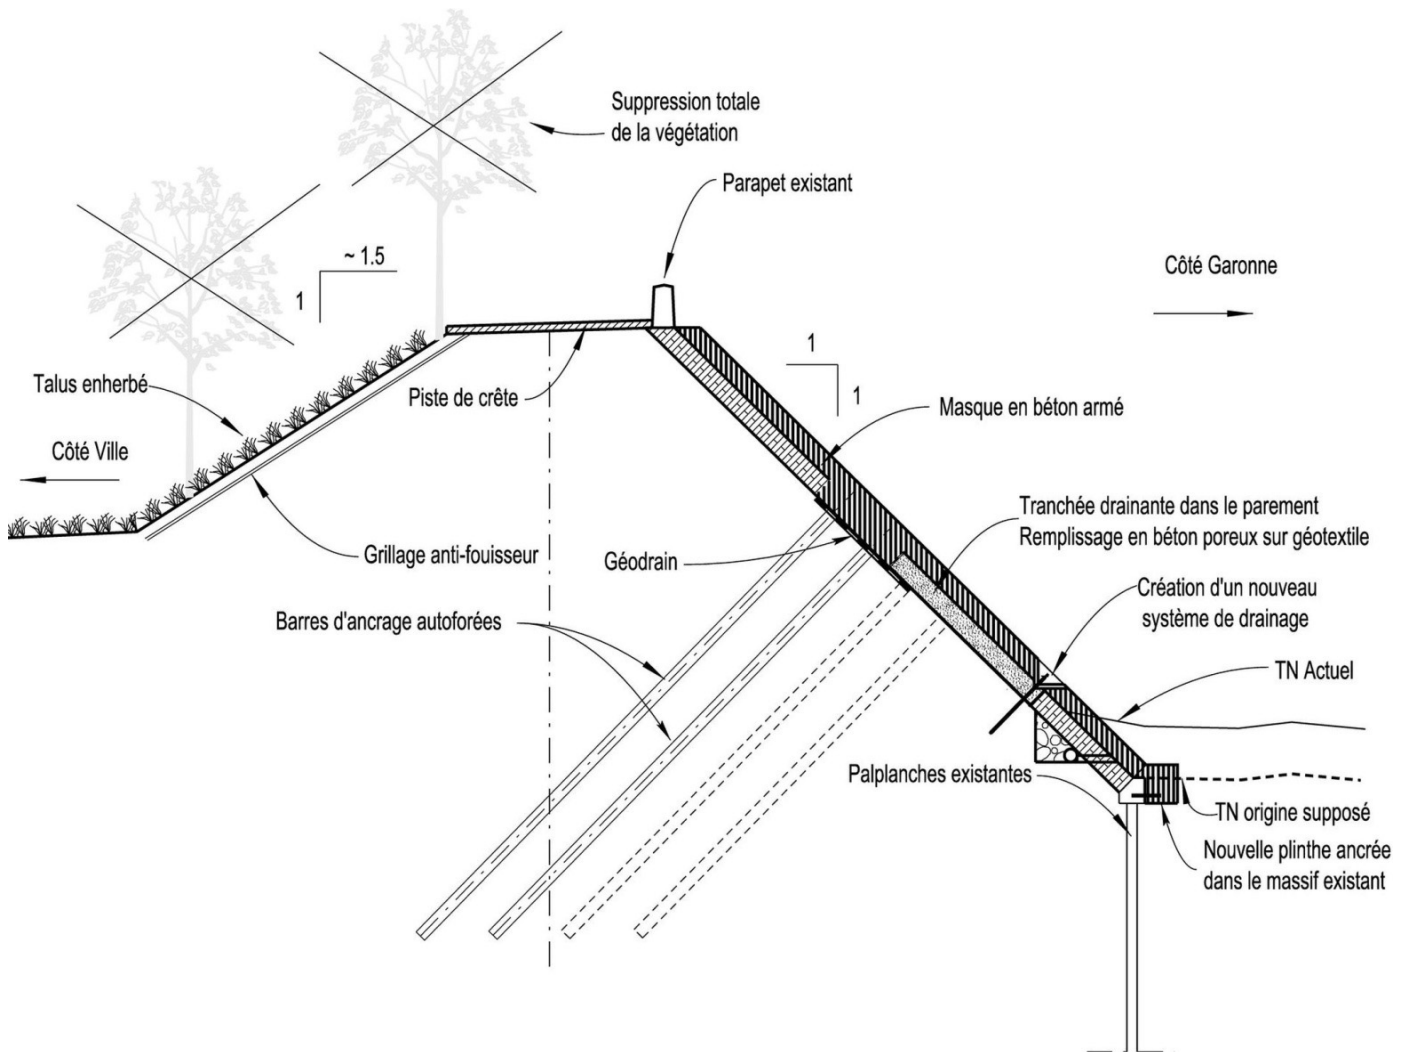 Suppression totale
de la végétation
Parapet existant
~ 1.5
1
Côté Garonne
1
1
Talus enherbé
Piste de crête
Masque en béton armé
Côté Ville
Tranchée drainante dans le parement
Remplissage en béton poreux sur géotextile
Grillage anti-fouisseur
Géodrain
Création d'un nouveau
système de drainage
Barres d'ancrage autoforées
TN Actuel
Palplanches existantes
TN origine supposé
Nouvelle plinthe ancrée
dans le massif existant